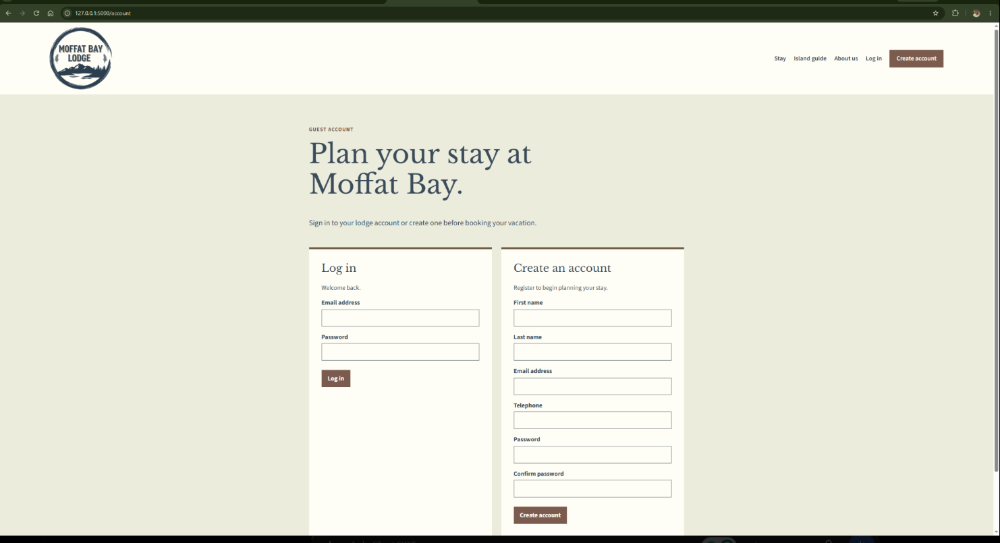 127.0.0.1:5000/account
MOFFAT BAY
LODGE
Stay
Island guide
About us
Log in
Create account
GUEST ACCOUNT
Plan your stay at
Moffat Bay.
Sign in to your lodge account or create one before booking your vacation.
Log in
Welcome back.
Email address
Password
Log in
Create an account
Register to begin planning your stay.
First name
Last name
Email address
Telephone
Password
Confirm password
Create account